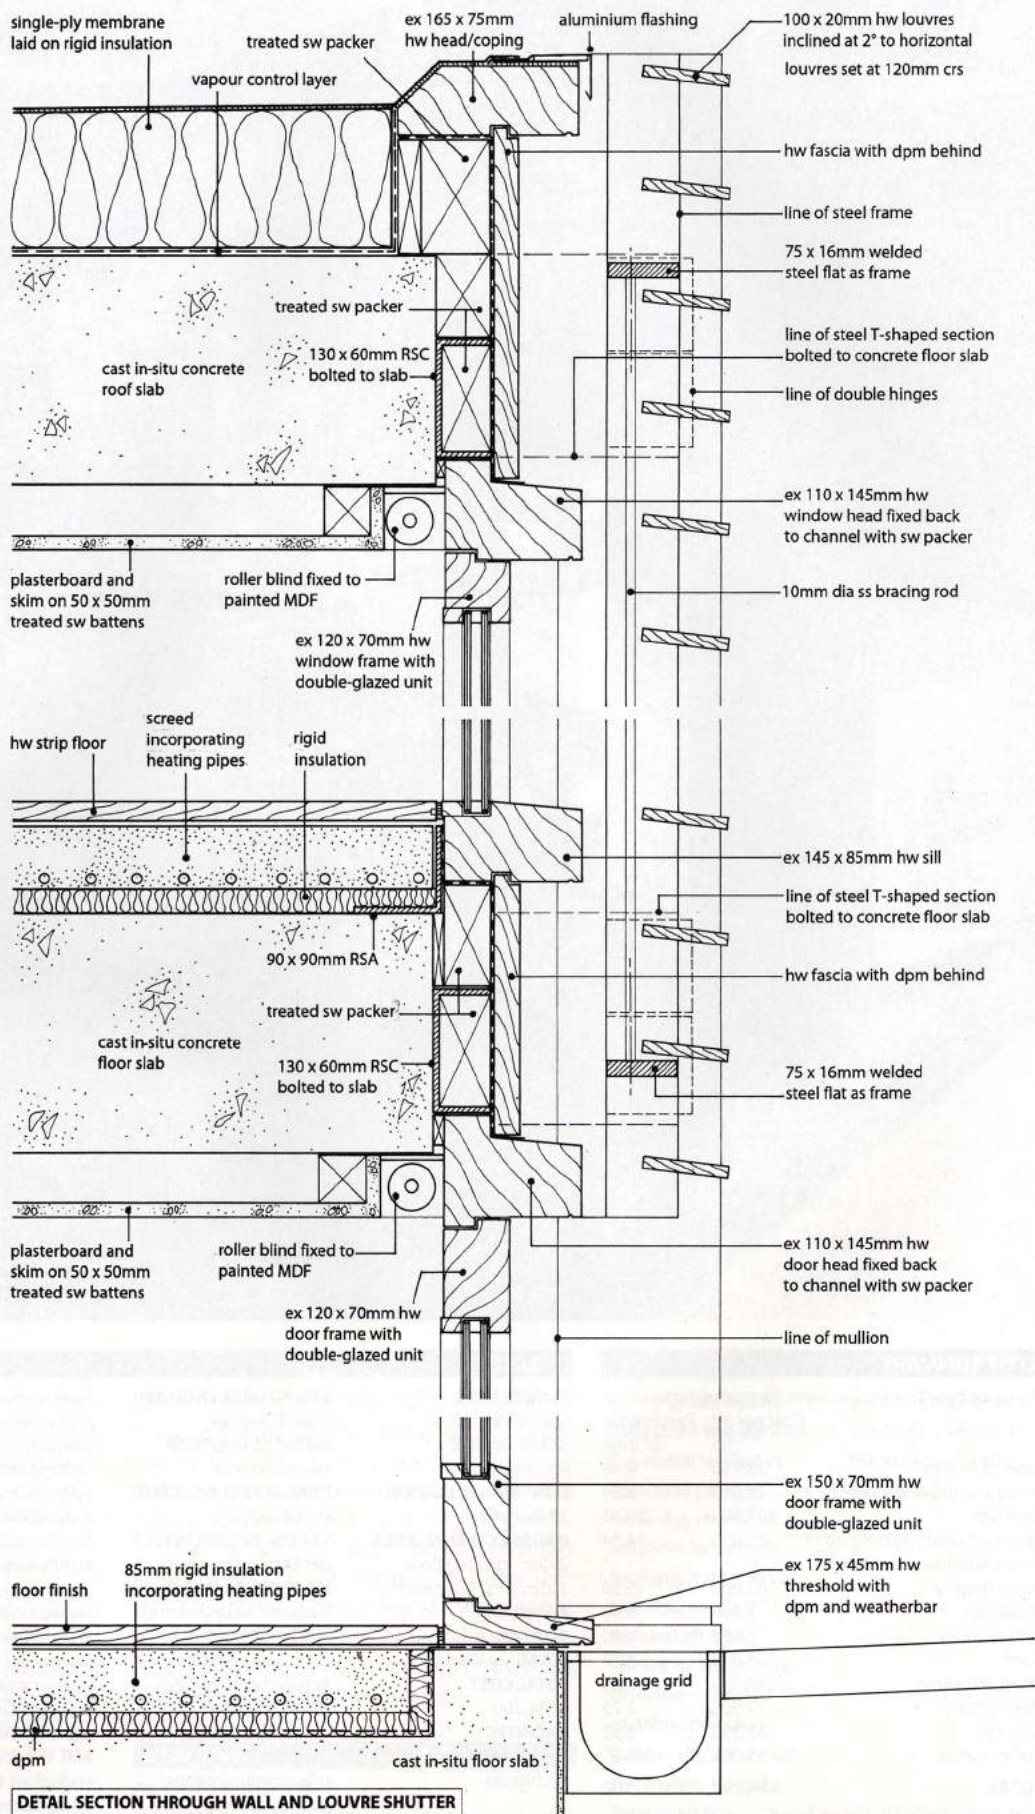 single-ply membrane
laid on rigid insulation
treated sw packer
vapour control layer
ex 165 x 75mm
hw head/coping
aluminium flashing
100 x 20mm hw louvres
inclined at 2° to horizontal
louvres set at 120mm crs
hw fascia with dpm behind
line of steel frame
75 x 16mm welded
steel flat as frame
treated sw packer
cast in-situ concrete
roof slab
130 x 60mm RSC
bolted to slab
line of steel T-shaped section
bolted to concrete floor slab
line of double hinges
ex 110 x 145mm hw
window head fixed back
to channel with sw packer
plasterboard and
skim on 50 x 50mm
treated sw battens
roller blind fixed to
painted MDF
10mm dia ss bracing rod
ex 120 x 70mm hw
window frame with
double-glazed unit
hw strip floor
screed
incorporating
heating pipes
rigid
insulation
ex 145 x 85mm hw sill
line of steel T-shaped section
bolted to concrete floor slab
90 x 90mm RSA
hw fascia with dpm behind
treated sw packer
cast in-situ concrete
floor slab
130 x 60mm RSC
bolted to slab
75 x 16mm welded
steel flat as frame
plasterboard and
skim on 50 x 50mm
treated sw battens
roller blind fixed to
painted MDF
ex 110 x 145mm hw
door head fixed back
to channel with sw packer
ex 120 x 70mm hw
door frame with
double-glazed unit
line of mullion
ex 150 x 70mm hw
door frame with
double-glazed unit
floor finish
85mm rigid insulation
incorporating heating pipes
ex 175 x 45mm hw
threshold with
dpm and weatherbar
drainage grid
dpm
cast in-situ floor slab
DETAIL SECTION THROUGH WALL AND LOUVRE SHUTTER